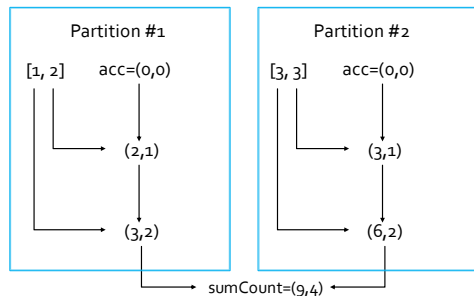 Partition #1
[1, 2] acc=(0,0)
(2,1)
(3,2)
Partition #2
[3, 3] acc=(0,0)
(3,1)
(6,2)
sumCount=(9,4)